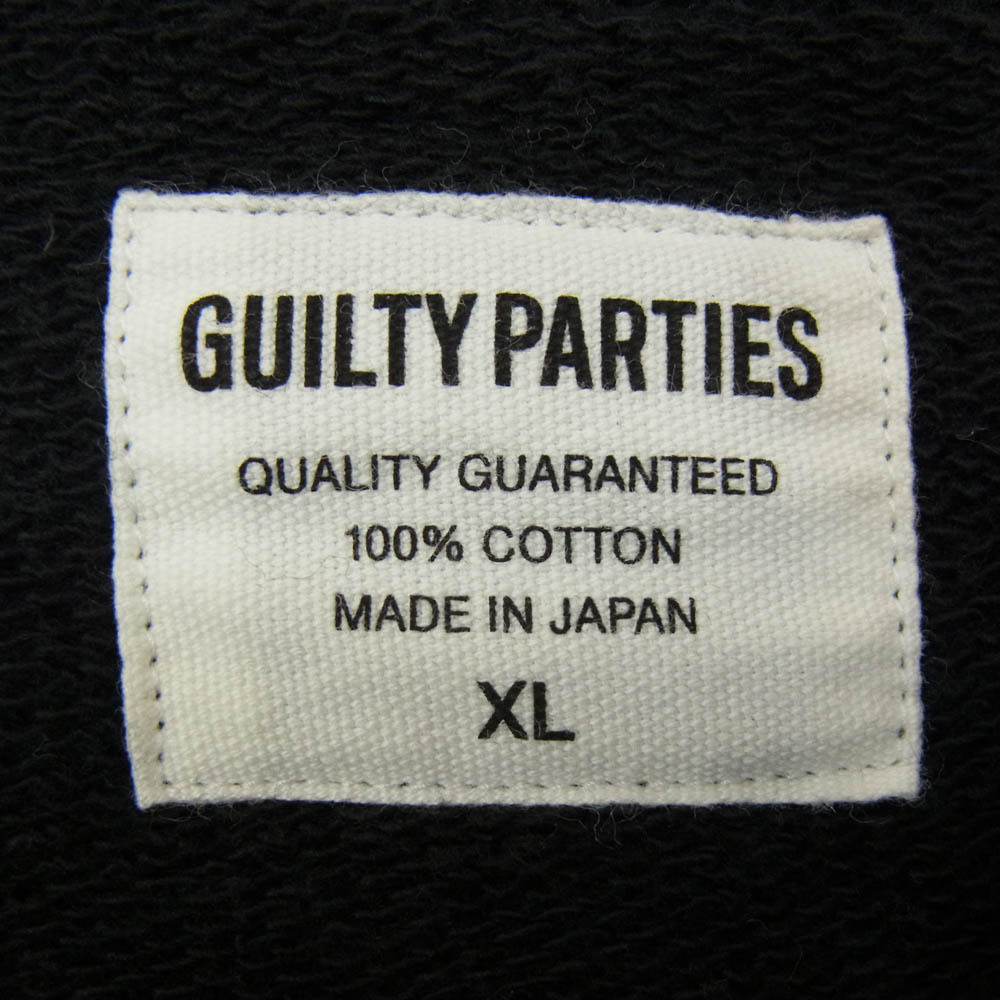 GUILTY PARTIES
QUALITY GUARANTEED
100% COTTON
MADE IN JAPAN
XL